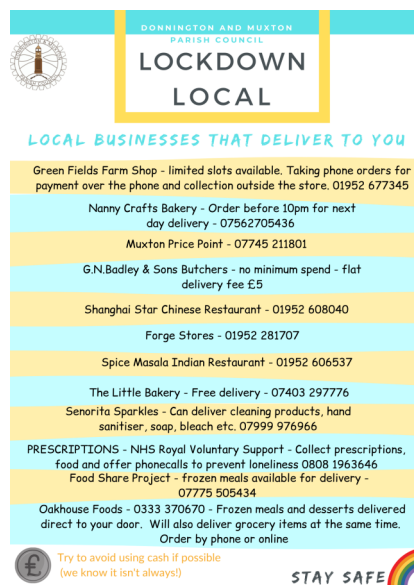 DONNINGTON AND MUXTON
PARISH COUNCIL
LOCKDOWN
LOCAL
LOCAL BUSINESSES THAT DELIVER TO YOU
Green Fields Farm Shop - limited slots available. Taking phone orders for
payment over the phone and collection outside the store. 01952 677345
Nanny Crafts Bakery - Order before 10pm for next
day delivery - 07562705436
Muxton Price Point - 07745 211801
G.N.Badley & Sons Butchers - no minimum spend - flat
delivery fee £5
Shanghai Star Chinese Restaurant - 01952 608040
Forge Stores - 01952 281707
Spice Masala Indian Restaurant - 01952 606537
The Little Bakery - Free delivery - 07403 297776
Senorita Sparkles - Can deliver cleaning products, hand
sanitiser, soap, bleach etc. 07999 976966
PRESCRIPTIONS - NHS Royal Voluntary Support - Collect prescriptions,
food and offer phonecalls to prevent loneliness 0808 1963646
Food Share Project - frozen meals available for delivery -
07775 505434
Oakhouse Foods - 0333 370670 - Frozen meals and desserts delivered
direct to your door. Will also deliver grocery items at the same time.
Order by phone or online
£
Try to avoid using cash if possible
(we know it isn't always!)
STAY SAFE